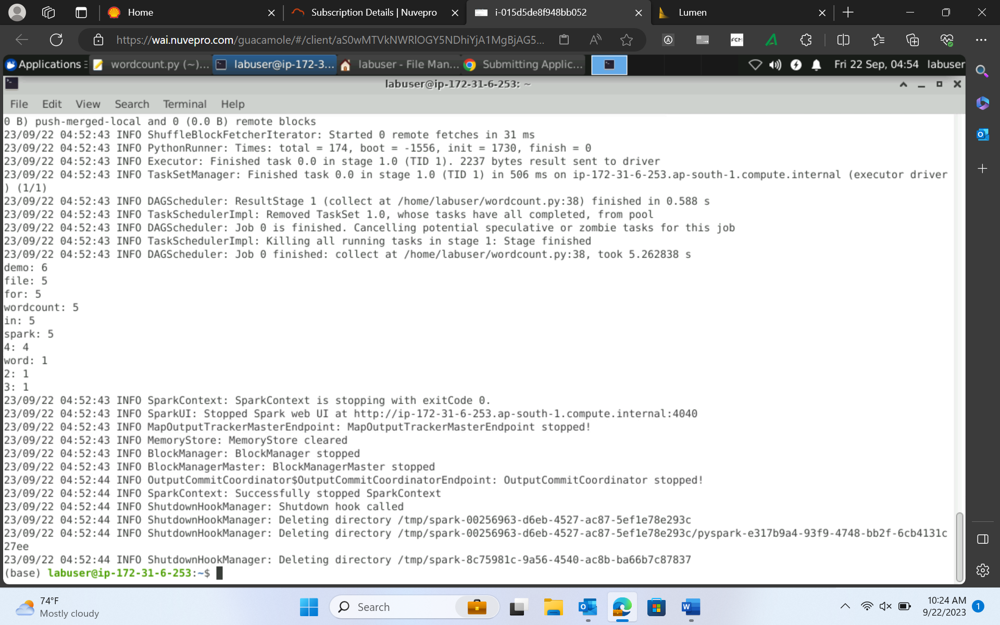 Home
Subscription Details | Nuvepro
i-015d5de8f948bb052
Lumen
https://wai.nuvepro.com/guacamole/#/client/aS0wMTVkNWRlOGY5NDhiYjA1MgBjAG5...
Applications
wordcount.py (~)...
labuser@ip-172-3...
labuser - File Man...
Submitting Applic...
Fri 22 Sep, 04:54 labuser
labuser@ip-172-31-6-253: ~
File Edit View Search Terminal Help
0 B) push-merged-local and 0 (0.0 B) remote blocks
23/09/22 04:52:43 INFO ShuffleBlockFetcherIterator: Started 0 remote fetches in 31 ms
23/09/22 04:52:43 INFO PythonRunner: Times: total = 174, boot = -1556, init = 1730, finish = 0
23/09/22 04:52:43 INFO Executor: Finished task 0.0 in stage 1.0 (TID 1). 2237 bytes result sent to driver
23/09/22 04:52:43 INFO TaskSetManager: Finished task 0.0 in stage 1.0 (TID 1) in 506 ms on ip-172-31-6-253.ap-south-1.compute.internal (executor driver
) (1/1)
23/09/22 04:52:43 INFO DAGScheduler: ResultStage 1 (collect at /home/labuser/wordcount.py:38) finished in 0.588 s
23/09/22 04:52:43 INFO TaskSchedulerImpl: Removed TaskSet 1.0, whose tasks have all completed, from pool
23/09/22 04:52:43 INFO DAGScheduler: Job 0 is finished. Cancelling potential speculative or zombie tasks for this job
23/09/22 04:52:43 INFO TaskSchedulerImpl: Killing all running tasks in stage 1: Stage finished
23/09/22 04:52:43 INFO DAGScheduler: Job 0 finished: collect at /home/labuser/wordcount.py:38, took 5.262838 s
demo: 6
file: 5
for: 5
wordcount: 5
in: 5
spark: 5
4: 4
word: 1
2: 1
3: 1
23/09/22 04:52:43 INFO SparkContext: SparkContext is stopping with exitCode 0.
23/09/22 04:52:43 INFO SparkUI: Stopped Spark web UI at http://ip-172-31-6-253.ap-south-1.compute.internal:4040
23/09/22 04:52:43 INFO MapOutputTrackerMasterEndpoint: MapOutputTrackerMasterEndpoint stopped!
23/09/22 04:52:43 INFO MemoryStore: MemoryStore cleared
23/09/22 04:52:43 INFO BlockManager: BlockManager stopped
23/09/22 04:52:43 INFO BlockManagerMaster: BlockManagerMaster stopped
23/09/22 04:52:44 INFO OutputCommitCoordinator$OutputCommitCoordinatorEndpoint: OutputCommitCoordinator stopped!
23/09/22 04:52:44 INFO SparkContext: Successfully stopped SparkContext
23/09/22 04:52:44 INFO ShutdownHookManager: Shutdown hook called
23/09/22 04:52:44 INFO ShutdownHookManager: Deleting directory /tmp/spark-00256963-d6eb-4527-ac87-5ef1e78e293c
23/09/22 04:52:44 INFO ShutdownHookManager: Deleting directory /tmp/spark-00256963-d6eb-4527-ac87-5ef1e78e293c/pyspark-e317b9a4-93f9-4748-bb2f-6cb4131c
27ee
23/09/22 04:52:44 INFO ShutdownHookManager: Deleting directory /tmp/spark-8c75981c-9a56-4540-ac8b-ba66b7c87837
(base) labuser@ip-172-31-6-253:~$
74°F
Mostly cloudy
Search
10:24 AM
9/22/2023
1